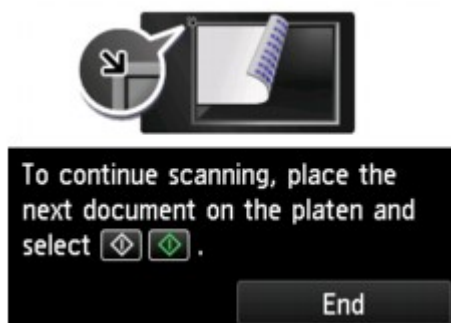 To continue scanning, place the
next document on the platen and
select .
End